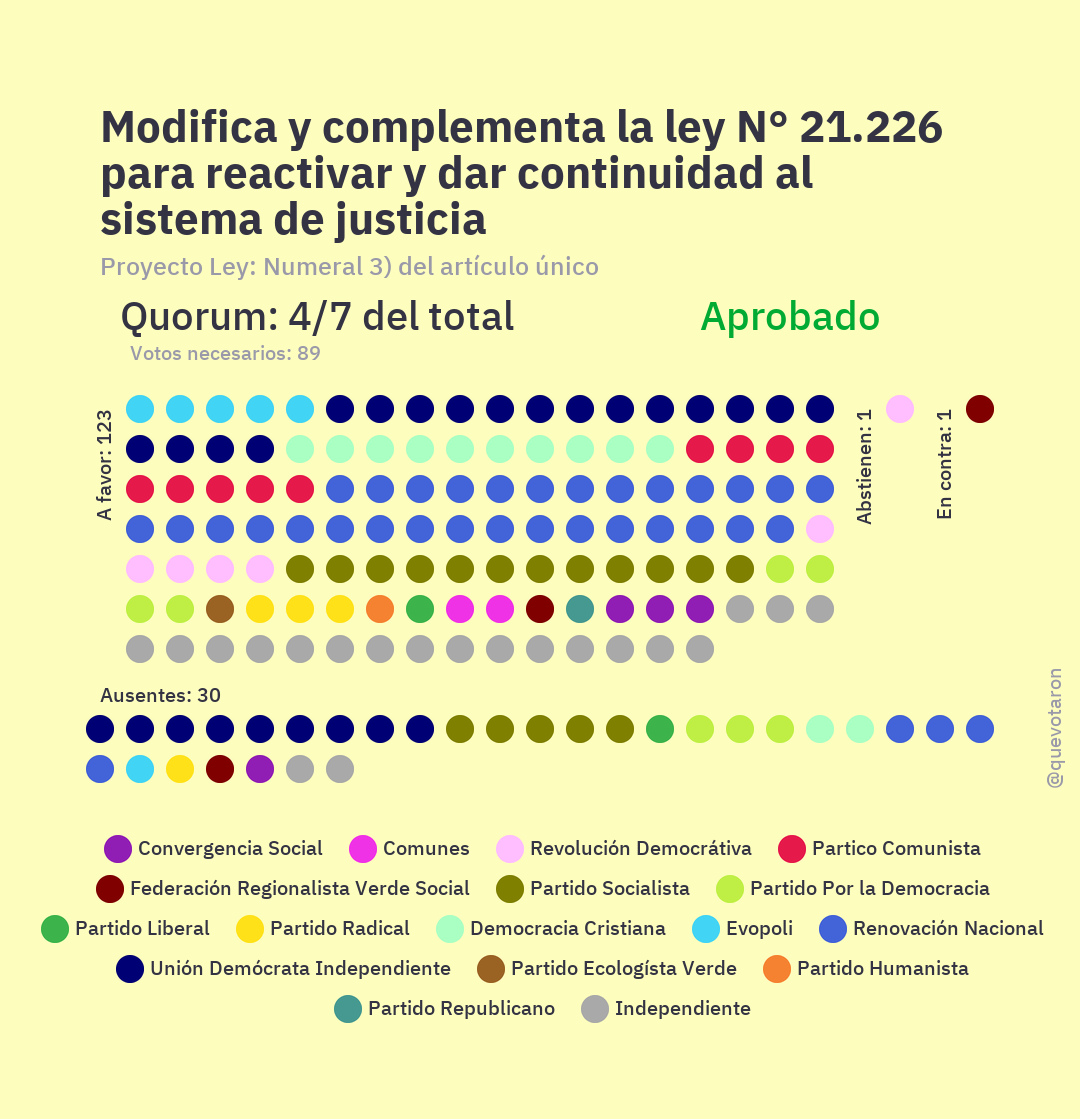 Modifica y complementa la ley N° 21.226
para reactivar y dar continuidad al
sistema de justicia
Proyecto Ley: Numeral 3) del artículo único
Quorum: 4/7 del total
Aprobado
Votos necesarios: 89
A favor: 123
Abstienen: 1
En contra: 1
Ausentes: 30
@quevotaron
Convergencia Social
Comunes
Revolución Democrátiva
Partico Comunista
Federación Regionalista Verde Social
Partido Socialista
Partido Por la Democracia
Partido Liberal
Partido Radical
Democracia Cristiana
Evopoli
Renovación Nacional
Unión Demócrata Independiente
Partido Ecologísta Verde
Partido Humanista
Partido Republicano
Independiente